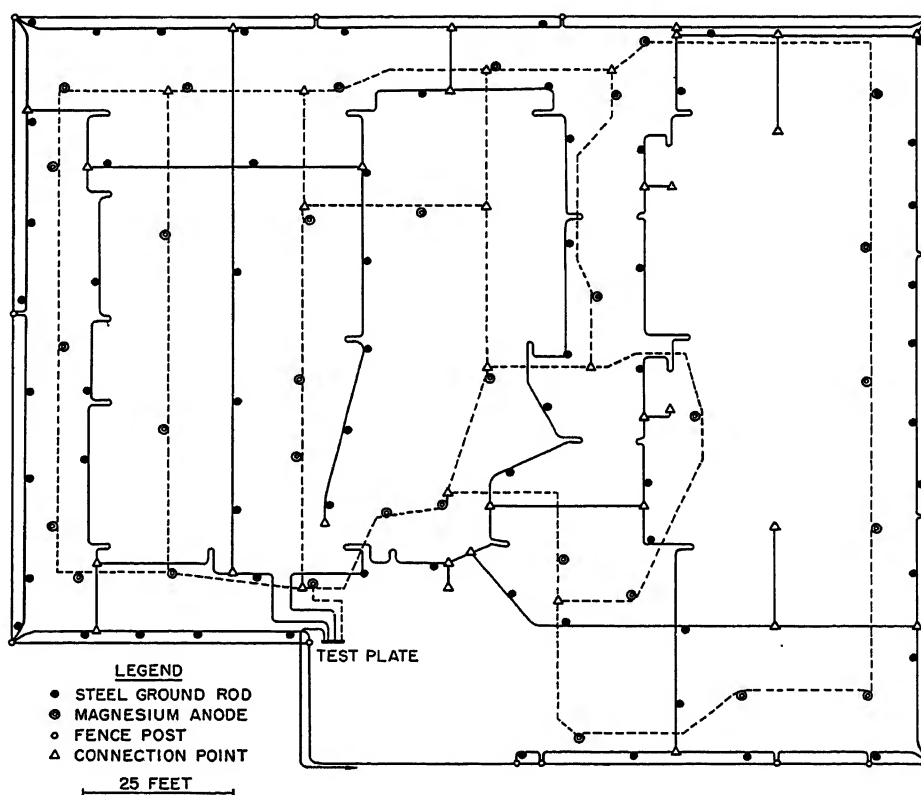 TEST PLATE
LEGEND
STEEL GROUND ROD
MAGNESIUM ANODE
FENCE POST
CONNECTION POINT
25 FEET